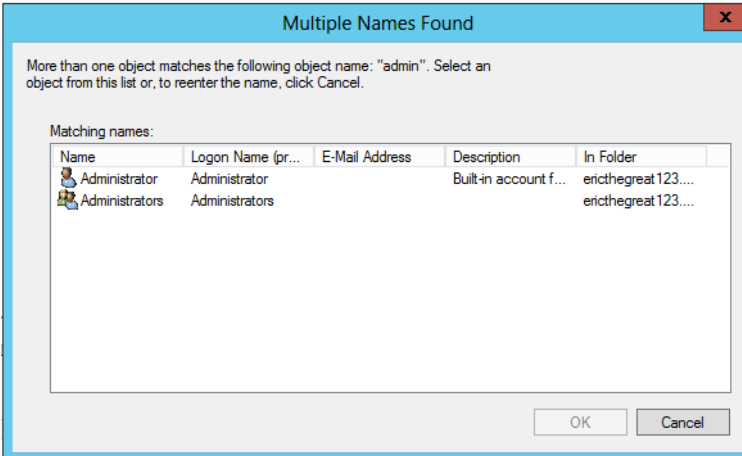 Multiple Names Found
x
More than one object matches the following object name: "admin". Select an
object from this list or, to reenter the name, click Cancel.
Matching names:
Name Logon Name (pr... E-Mail Address Description In Folder
Administrator Administrator Built-in account f... ericthegreat123....
Administrators Administrators ericthegreat123....
OK Cancel